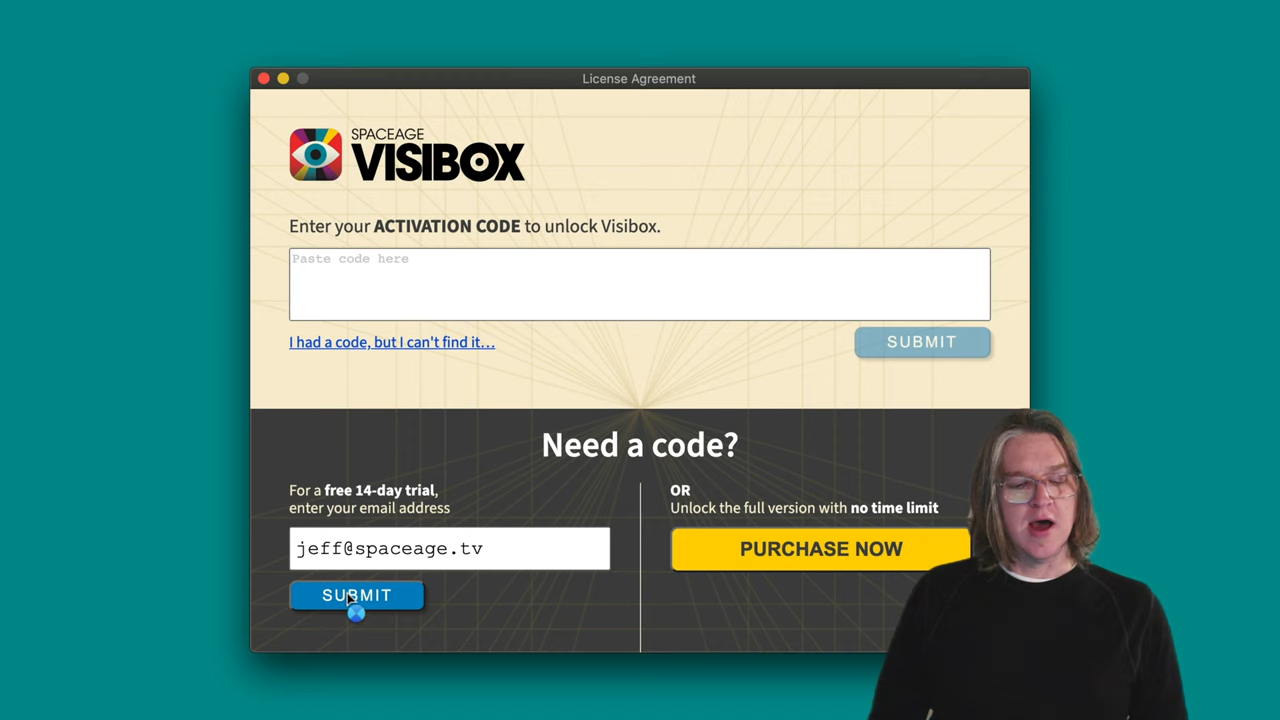 License Agreement
SPACEAGE
VISIBOX
Enter your ACTIVATION CODE to unlock Visibox.
Paste code here
I had a code, but I can't find it...
SUBMIT
Need a code?
For a free 14-day trial,
enter your email address
jeff@spaceage.tv
SUBMIT
OR
Unlock the full version with no time limit
PURCHASE NOW